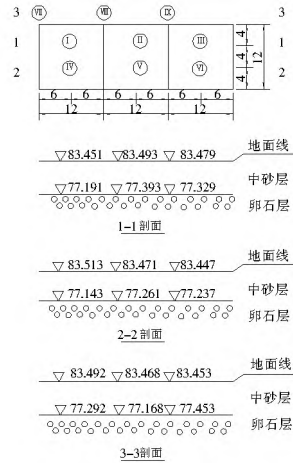 3 Ⅶ Ⅷ Ⅸ 3
1 Ⅰ Ⅱ Ⅲ 4 1
4 12
2 Ⅳ Ⅴ Ⅵ 4 2
6 6 6 6 6 6
12 12 12
地面线
83.451 83.493 83.479
中砂层
77.191 77.393 77.329
卵石层
1-1剖面
地面线
83.513 83.471 83.447
中砂层
77.143 77.261 77.237
卵石层
2-2剖面
地面线
83.492 83.468 83.453
中砂层
77.292 77.168 77.453
卵石层
3-3剖面